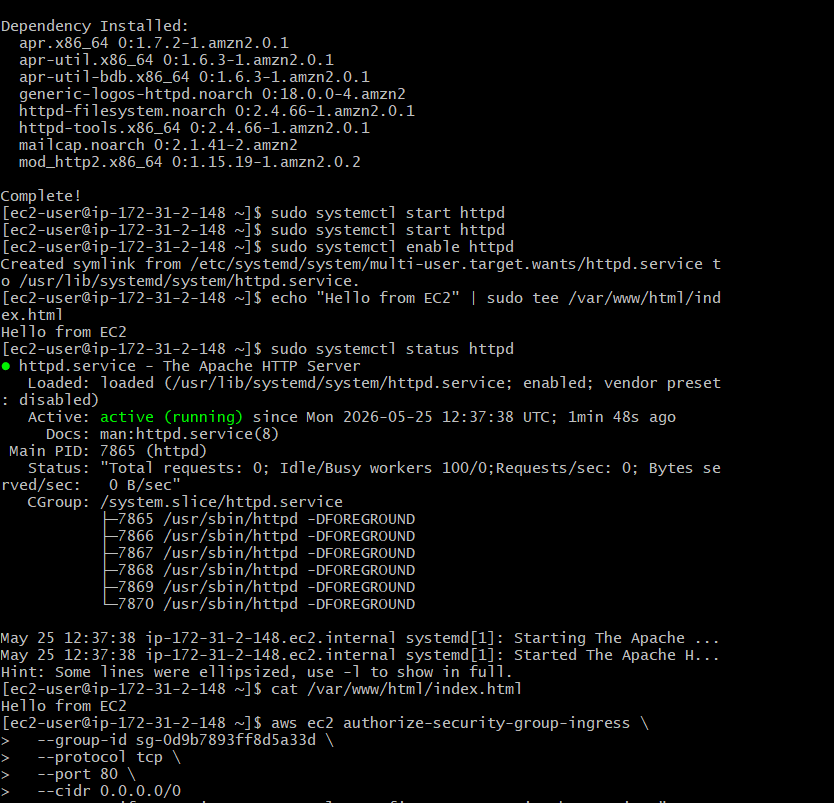 Dependency Installed:
  apr.x86_64 0:1.7.2-1.amzn2.0.1
  apr-util.x86_64 0:1.6.3-1.amzn2.0.1
  apr-util-bdb.x86_64 0:1.6.3-1.amzn2.0.1
  generic-logos-httpd.noarch 0:18.0.0-4.amzn2
  httpd-filesystem.noarch 0:2.4.66-1.amzn2.0.1
  httpd-tools.x86_64 0:2.4.66-1.amzn2.0.1
  mailcap.noarch 0:2.1.41-2.amzn2
  mod_http2.x86_64 0:1.15.19-1.amzn2.0.2

Complete!
[ec2-user@ip-172-31-2-148 ~]$ sudo systemctl start httpd
[ec2-user@ip-172-31-2-148 ~]$ sudo systemctl start httpd
[ec2-user@ip-172-31-2-148 ~]$ sudo systemctl enable httpd
Created symlink from /etc/systemd/system/multi-user.target.wants/httpd.service t
o /usr/lib/systemd/system/httpd.service.
[ec2-user@ip-172-31-2-148 ~]$ echo "Hello from EC2" | sudo tee /var/www/html/ind
ex.html
Hello from EC2
[ec2-user@ip-172-31-2-148 ~]$ sudo systemctl status httpd
● httpd.service - The Apache HTTP Server
   Loaded: loaded (/usr/lib/systemd/system/httpd.service; enabled; vendor preset
: disabled)
   Active: active (running) since Mon 2026-05-25 12:37:38 UTC; 1min 48s ago
     Docs: man:httpd.service(8)
 Main PID: 7865 (httpd)
   Status: "Total requests: 0; Idle/Busy workers 100/0;Requests/sec: 0; Bytes se
rved/sec:   0 B/sec"
   CGroup: /system.slice/httpd.service
           ├─7865 /usr/sbin/httpd -DFOREGROUND
           ├─7866 /usr/sbin/httpd -DFOREGROUND
           ├─7867 /usr/sbin/httpd -DFOREGROUND
           ├─7868 /usr/sbin/httpd -DFOREGROUND
           ├─7869 /usr/sbin/httpd -DFOREGROUND
           └─7870 /usr/sbin/httpd -DFOREGROUND

May 25 12:37:38 ip-172-31-2-148.ec2.internal systemd[1]: Starting The Apache ...
May 25 12:37:38 ip-172-31-2-148.ec2.internal systemd[1]: Started The Apache H...
Hint: Some lines were ellipsized, use -l to show in full.
[ec2-user@ip-172-31-2-148 ~]$ cat /var/www/html/index.html
Hello from EC2
[ec2-user@ip-172-31-2-148 ~]$ aws ec2 authorize-security-group-ingress \
>   --group-id sg-0d9b7893ff8d5a33d \
>   --protocol tcp \
>   --port 80 \
>   --cidr 0.0.0.0/0